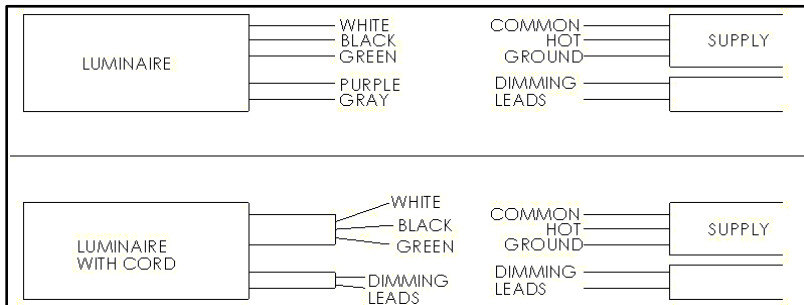 WHITE
BLACK
GREEN
PURPLE
GRAY
LUMINAIRE
COMMON
HOT
GROUND
DIMMING
LEADS
SUPPLY
WHITE
BLACK
GREEN
DIMMING
LEADS
LUMINAIRE
WITH CORD
COMMON
HOT
GROUND
DIMMING
LEADS
SUPPLY